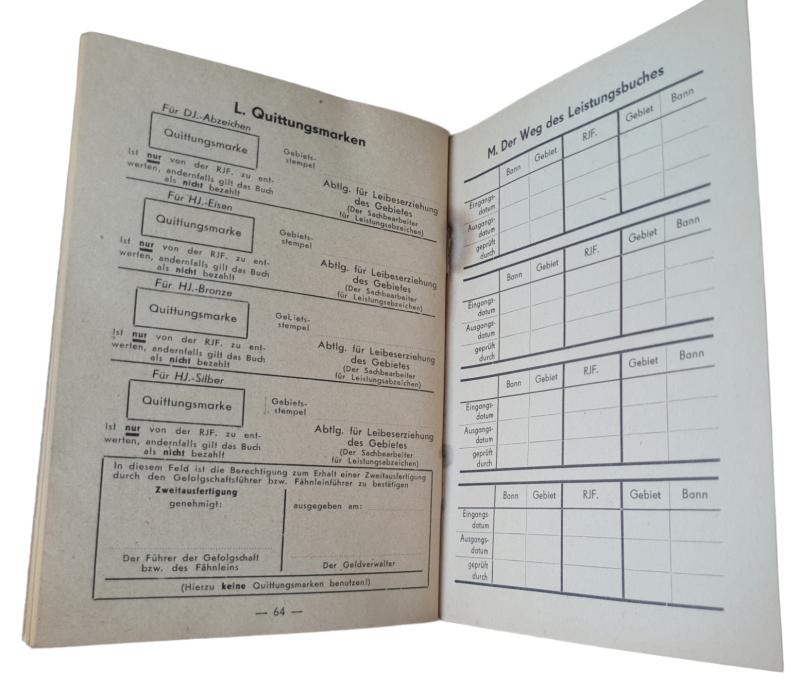 L. Quittungsmarken
Für DJ.-Abzeichen
Quittungsmarke
Gebiets-
stempel
Ist nur von der RJF. zu ent-
werten, andernfalls gilt das Buch
als nicht bezahlt
Abtlg. für Leibeserziehung
des Gebietes
(Der Sachbearbeiter
für Leistungsabzeichen)
Für HJ.-Eisen
Quittungsmarke
Gebiets-
stempel
Ist nur von der RJF. zu ent-
werten, andernfalls gilt das Buch
als nicht bezahlt
Abtlg. für Leibeserziehung
des Gebietes
(Der Sachbearbeiter
für Leistungsabzeichen)
Für HJ.-Bronze
Quittungsmarke
GeLiets-
stempel
Ist nur von der RJF. zu ent-
werten, andernfalls gilt das Buch
als nicht bezahlt
Abtlg. für Leibeserziehung
des Gebietes
(Der Sachbearbeiter
für Leistungsabzeichen)
Für HJ.-Silber
Quittungsmarke
Gebiets-
stempel
Ist nur von der RJF. zu ent-
werten, andernfalls gilt das Buch
als nicht bezahlt
Abtlg. für Leibeserziehung
des Gebietes
(Der Sachbearbeiter
für Leistungsabzeichen)
In diesem Feld ist die Berechtigung zum Erhalt einer Zweitausfertigung
durch den Gefolgschaftsführer bzw. Fähnleinführer zu bestätigen
Zweitausfertigung
genehmigt:
ausgegeben am:
Der Führer der Gefolgschaft
bzw. des Fähnleins
Der Geldverwalter
(Hierzu keine Quittungsmarken benutzen!)
— 64 —
M. Der Weg des Leistungsbuches
Bann Gebiet RJF. Gebiet Bann
Eingangs-
datum
Ausgangs-
datum
geprüft
durch
Bann Gebiet RJF. Gebiet Bann
Eingangs-
datum
Ausgangs-
datum
geprüft
durch
Bann Gebiet RJF. Gebiet Bann
Eingangs-
datum
Ausgangs-
datum
geprüft
durch
Bann Gebiet RJF. Gebiet Bann
Eingangs-
datum
Ausgangs-
datum
geprüft
durch